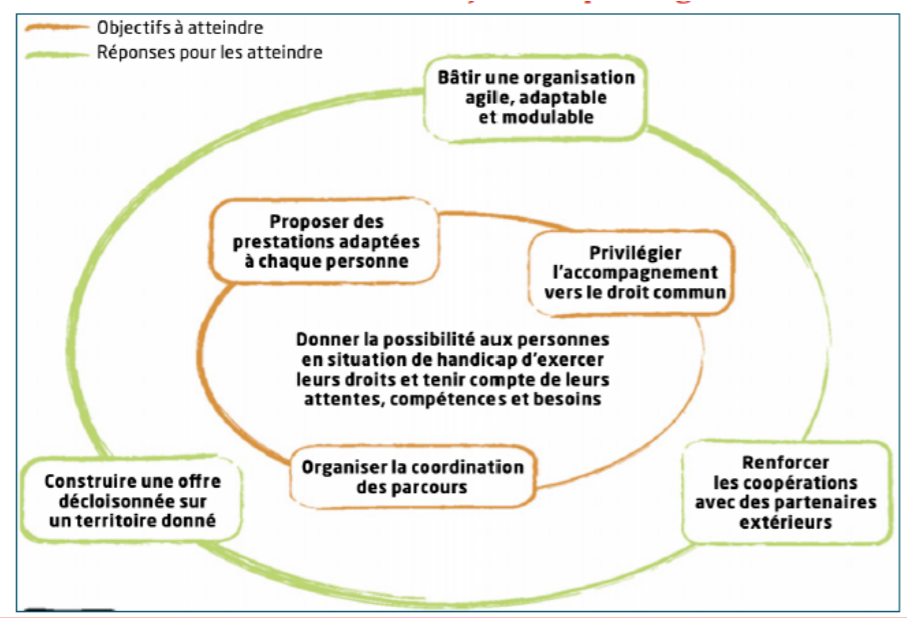 Objectifs à atteindre
Réponses pour les atteindre
Bâtir une organisation
agile, adaptable
et modulable
Proposer des
prestations adaptées
à chaque personne
Privilégier
l'accompagnement
vers le droit commun
Donner la possibilité aux personnes
en situation de handicap d'exercer
leurs droits et tenir compte de leurs
attentes, compétences et besoins
Organiser la coordination
des parcours
Construire une offre
décloisonnée sur
un territoire donné
Renforcer
les coopérations
avec des partenaires
extérieurs